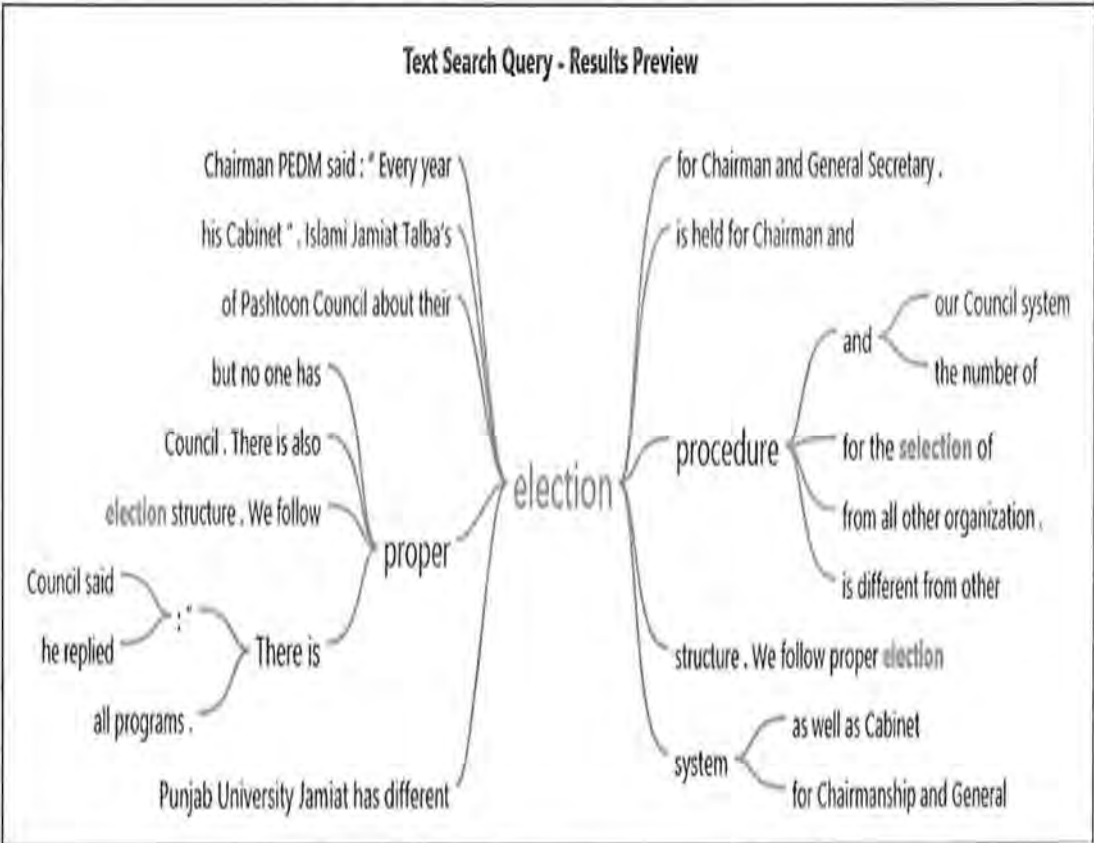 Text Search Query - Results Preview
Chairman PEDM said : " Every year
his Cabinet " . Islami Jamiat Talba's
of Pashtoon Council about their
but no one has
Council . There is also
election structure . We follow
proper
Council said
he replied
: "
There is
all programs .
Punjab University Jamiat has different
election
for Chairman and General Secretary .
is held for Chairman and
procedure
and
our Council system
the number of
for the selection of
from all other organization .
is different from other
structure . We follow proper election
system
as well as Cabinet
for Chairmanship and General